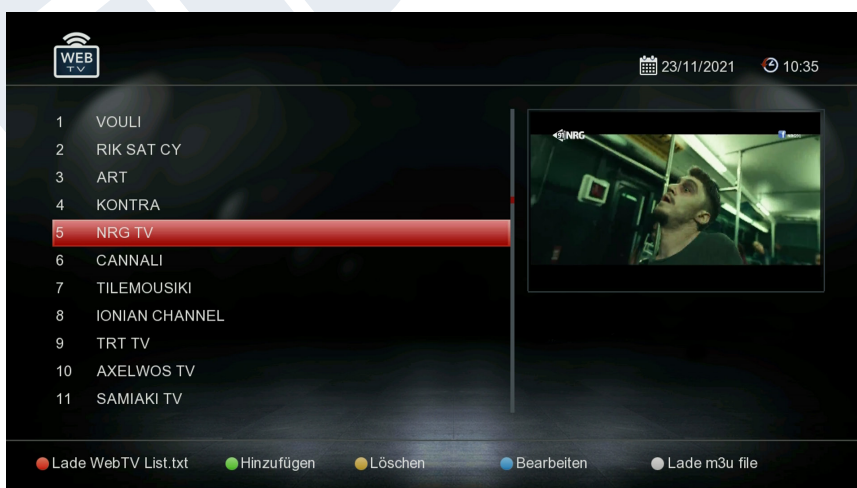 WEB
TV
23/11/2021 10:35
1 VOULI
2 RIK SAT CY
3 ART
4 KONTRA
5 NRG TV
6 CANNALI
7 TILEMOUSIKI
8 IONIAN CHANNEL
9 TRT TV
10 AXELWOS TV
11 SAMIAKI TV
NRG
Lade WebTV List.txt Hinzufügen Löschen Bearbeiten Lade m3u file